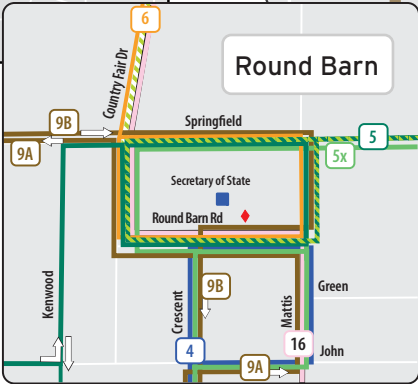 6
Country Fair Dr
Round Barn
9B
Springfield
9A
5
5x
Secretary of State
Round Barn Rd
Kenwood
Crescent
9B
Mattis
Green
4
16
John
9A